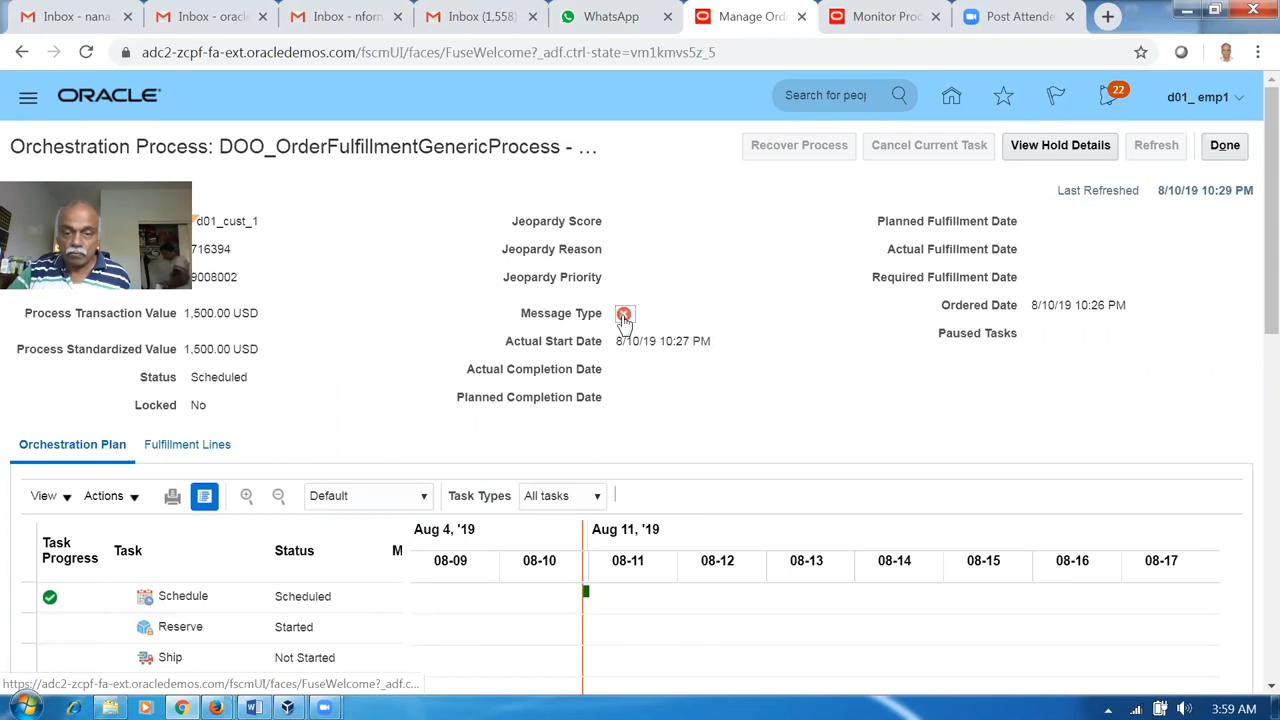 Inbox - nana
Inbox - oracle
Inbox - nforn
Inbox (1,55
WhatsApp
Manage Ord
Monitor Proc
Post Attende
adc2-zcpf-fa-ext.oracledemos.com/fscmUI/faces/FuseWelcome?_adf.ctrl-state=vm1kmvs5z_5
ORACLE
Search for peop
22
d01_ emp1
Orchestration Process: DOO_OrderFulfillmentGenericProcess - ...
Recover Process
Cancel Current Task
View Hold Details
Refresh
Done
Last Refreshed 8/10/19 10:29 PM
d01_cust_1
716394
9008002
Process Transaction Value 1,500.00 USD
Process Standardized Value 1,500.00 USD
Status Scheduled
Locked No
Jeopardy Score
Jeopardy Reason
Jeopardy Priority
Message Type
Actual Start Date 8/10/19 10:27 PM
Actual Completion Date
Planned Completion Date
Planned Fulfillment Date
Actual Fulfillment Date
Required Fulfillment Date
Ordered Date 8/10/19 10:26 PM
Paused Tasks
Orchestration Plan
Fulfillment Lines
View
Actions
Default
Task Types All tasks
Task Progress
Task
Status
M
Aug 4, '19
Aug 11, '19
08-09 08-10 08-11 08-12 08-13 08-14 08-15 08-16 08-17
Schedule Scheduled
Reserve Started
Ship Not Started
https://adc2-zcpf-fa-ext.oracledemos.com/fscmUI/faces/FuseWelcome?_adf.c...
3:59 AM